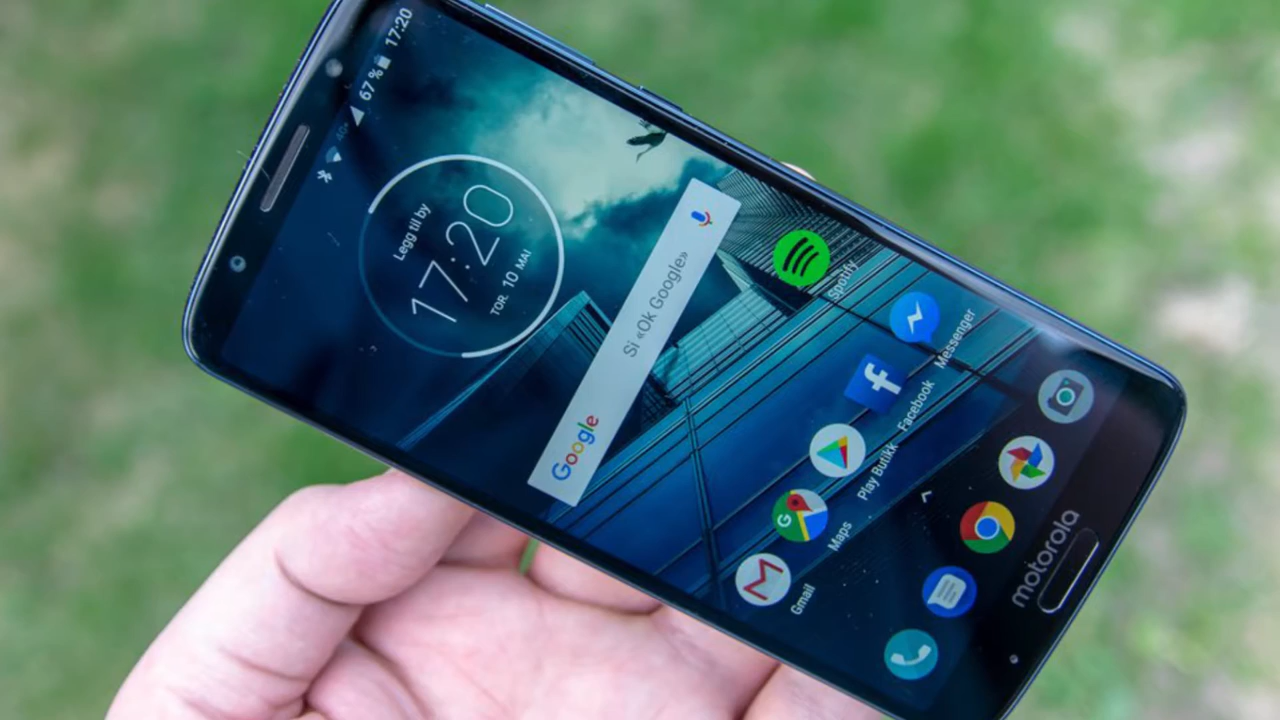 4G+ 67 % 17:20
Legg til by
17:20
TOR. 10 MAI
Google Si «Ok Google»
Spotify
Gmail Maps Play Butikk Facebook Messenger
G
motorola